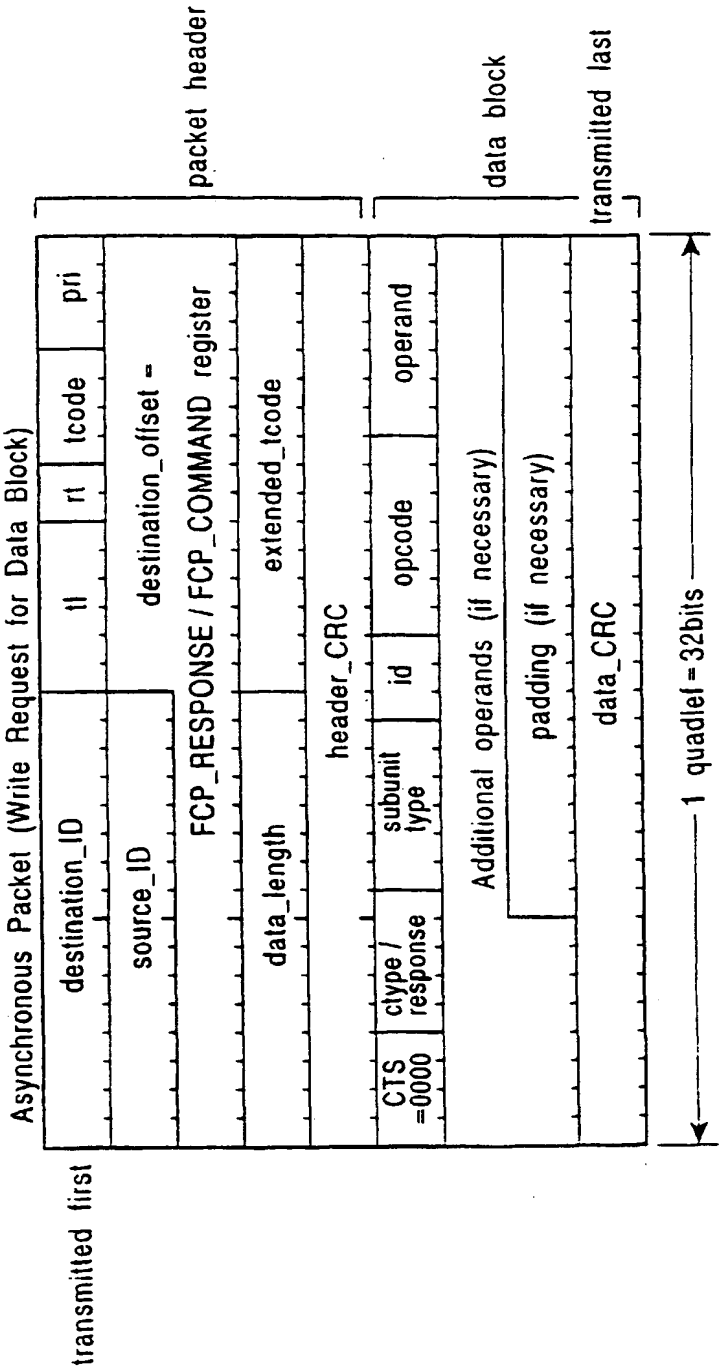 Asynchronous Packet (Write Request for Data Block)
transmitted first
destination_ID tl rt tcode pri
source_ID destination_offset =
FCP_RESPONSE / FCP_COMMAND register
data_length extended_tcode
header_CRC
packet header
CTS =0000 ctype / response subunit type id opcode operand
Additional operands (if necessary)
padding (if necessary)
data_CRC
data block
transmitted last
1 quadlef = 32bits